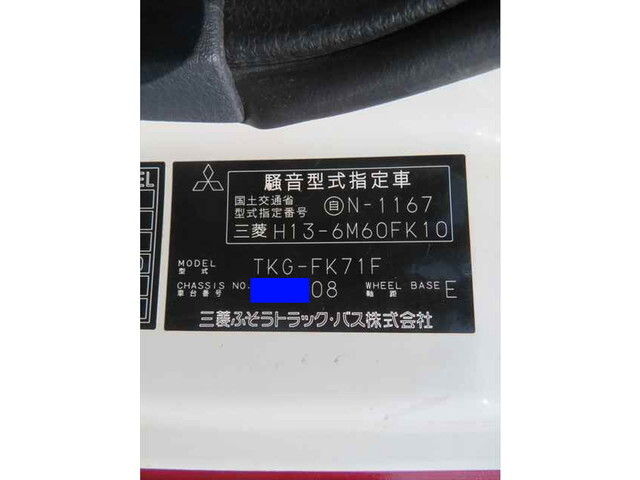 EL
騒音型式指定車
国土交通省
型式指定番号 自 N-1167
三菱 H13-6M60FK10
MODEL
型式 TKG-FK71F
CHASSIS NO. 08 WHEEL BASE E
車台番号 軸距
三菱ふそうトラック・バス株式会社